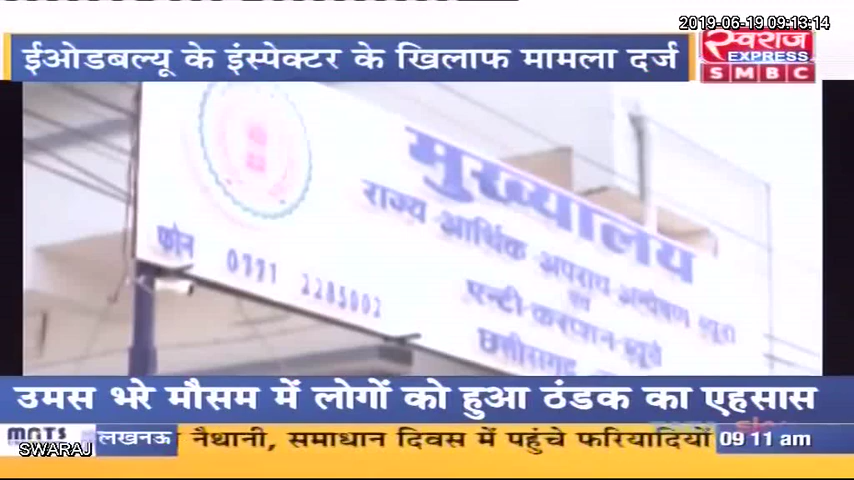 2019-06-19 09:13:14
ईओडबल्यू के इंस्पेक्टर के खिलाफ मामला दर्ज
स्वराज
EXPRESS
SMBC
मुख्यालय
राज्य आर्थिक अपराध अन्वेषण ब्यूरो
एवं
एन्टी करप्शन ब्यूरो
छत्तीसगढ़
फोन 0771 2285002
उमस भरे मौसम में लोगों को हुआ ठंडक का एहसास
लखनऊ
नैथानी, समाधान दिवस में पहुंचे फरियादियों
09 11 am
SWARAJ